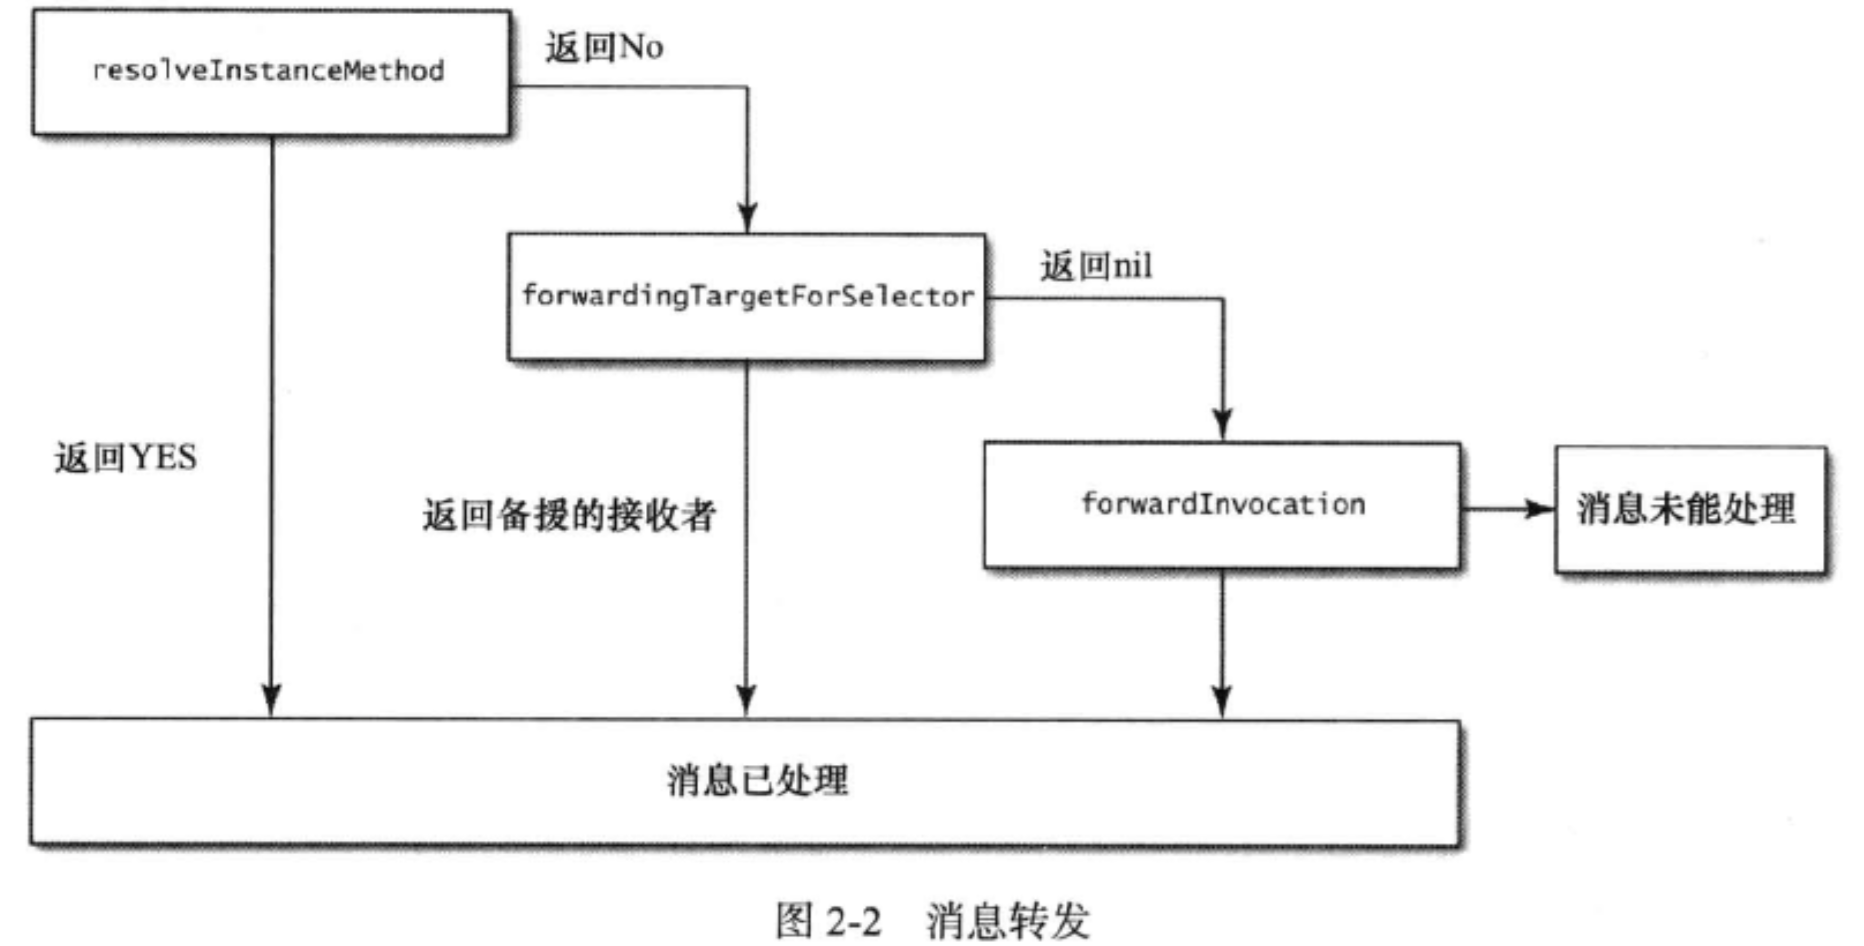 resolveInstanceMethod
返回No
forwardingTargetForSelector
返回nil
返回YES
返回备援的接收者
forwardInvocation
消息未能处理
消息已处理
图 2-2 消息转发